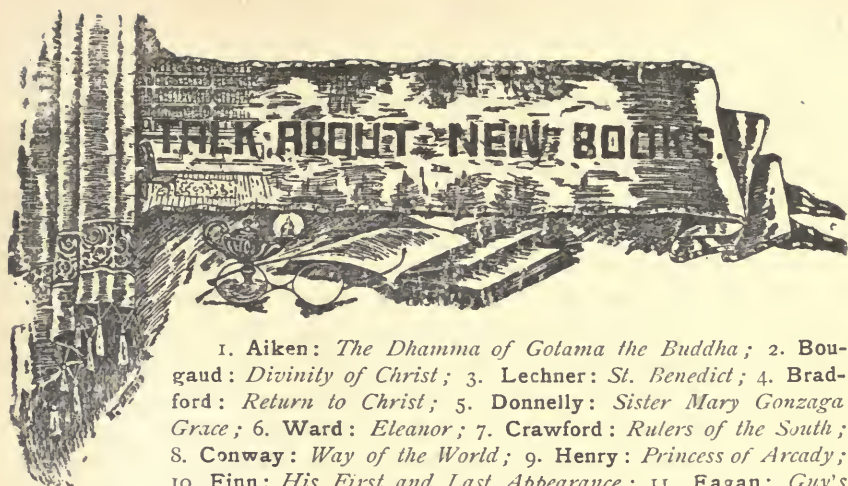 TALK ABOUT NEW BOOKS.
1. Aiken: The Dhamma of Gotama the Buddha; 2. Bou-
gaud: Divinity of Christ; 3. Lechner: St. Benedict; 4. Brad-
ford: Return to Christ; 5. Donnelly: Sister Mary Gonzaga
Grace; 6. Ward: Eleanor; 7. Crawford: Rulers of the South;
8. Conway: Way of the World; 9. Henry: Princess of Arcady;
10. Finn: His First and Last Appearance; 11. Eagan: Guy's